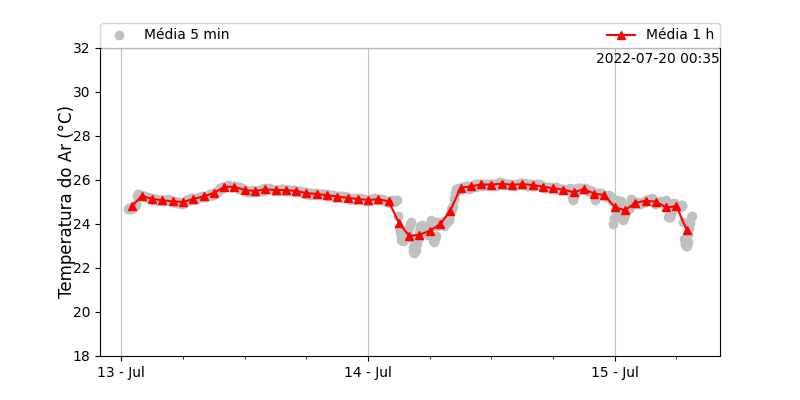 Média 5 min
Média 1 h
2022-07-20 00:35
Temperatura do Ar (°C)
32
30
28
26
24
22
20
18
13 - Jul
14 - Jul
15 - Jul